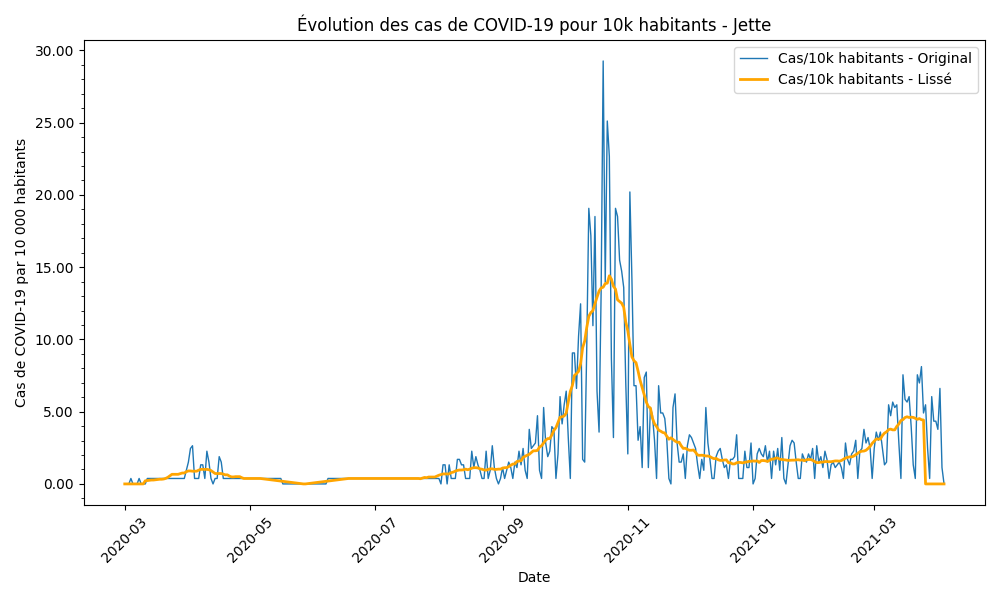 Évolution des cas de COVID-19 pour 10k habitants - Jette
Cas/10k habitants - Original
Cas/10k habitants - Lissé
Cas de COVID-19 par 10 000 habitants
30.00
25.00
20.00
15.00
10.00
5.00
0.00
2020-03
2020-05
2020-07
2020-09
2020-11
2021-01
2021-03
Date